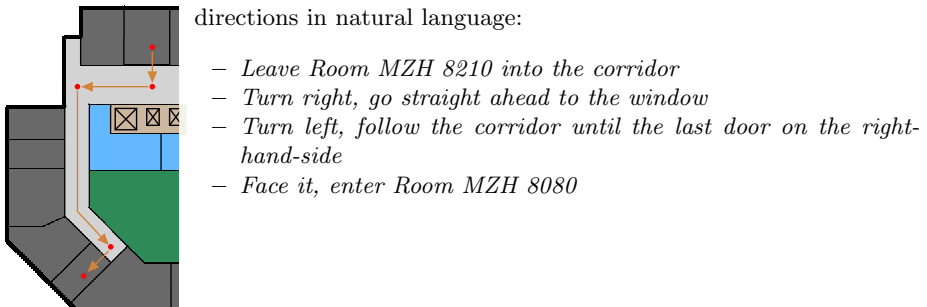 directions in natural language:
– Leave Room MZH 8210 into the corridor
– Turn right, go straight ahead to the window
– Turn left, follow the corridor until the last door on the right-
hand-side
– Face it, enter Room MZH 8080